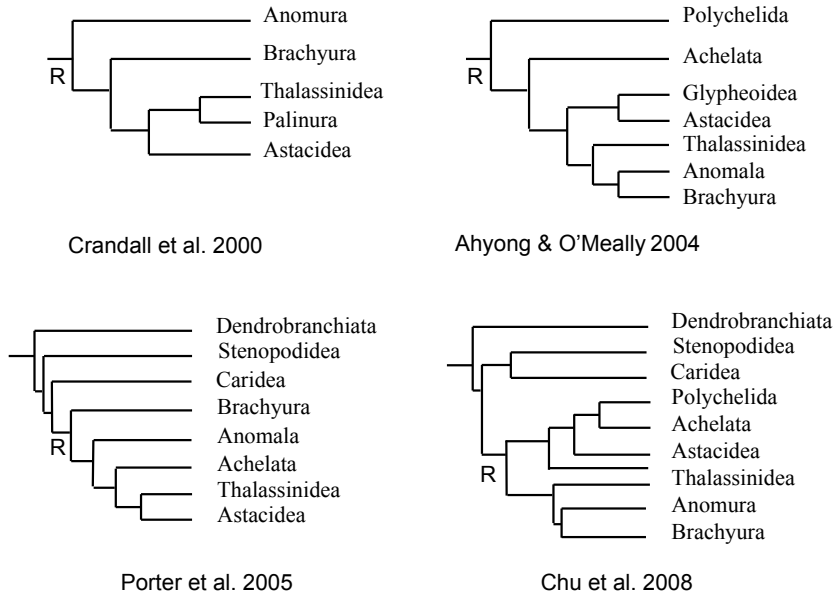 Anomura
Brachyura
R
Thalassinidea
Palinura
Astacidea
Crandall et al. 2000
Polychelida
Achelata
R
Glypheoidea
Astacidea
Thalassinidea
Anomala
Brachyura
Ahyong & O'Meally 2004
Dendrobranchiata
Stenopodidea
Caridea
Brachyura
R
Anomala
Achelata
Thalassinidea
Astacidea
Porter et al. 2005
Dendrobranchiata
Stenopodidea
Caridea
Polychelida
Achelata
Astacidea
R
Thalassinidea
Anomura
Brachyura
Chu et al. 2008